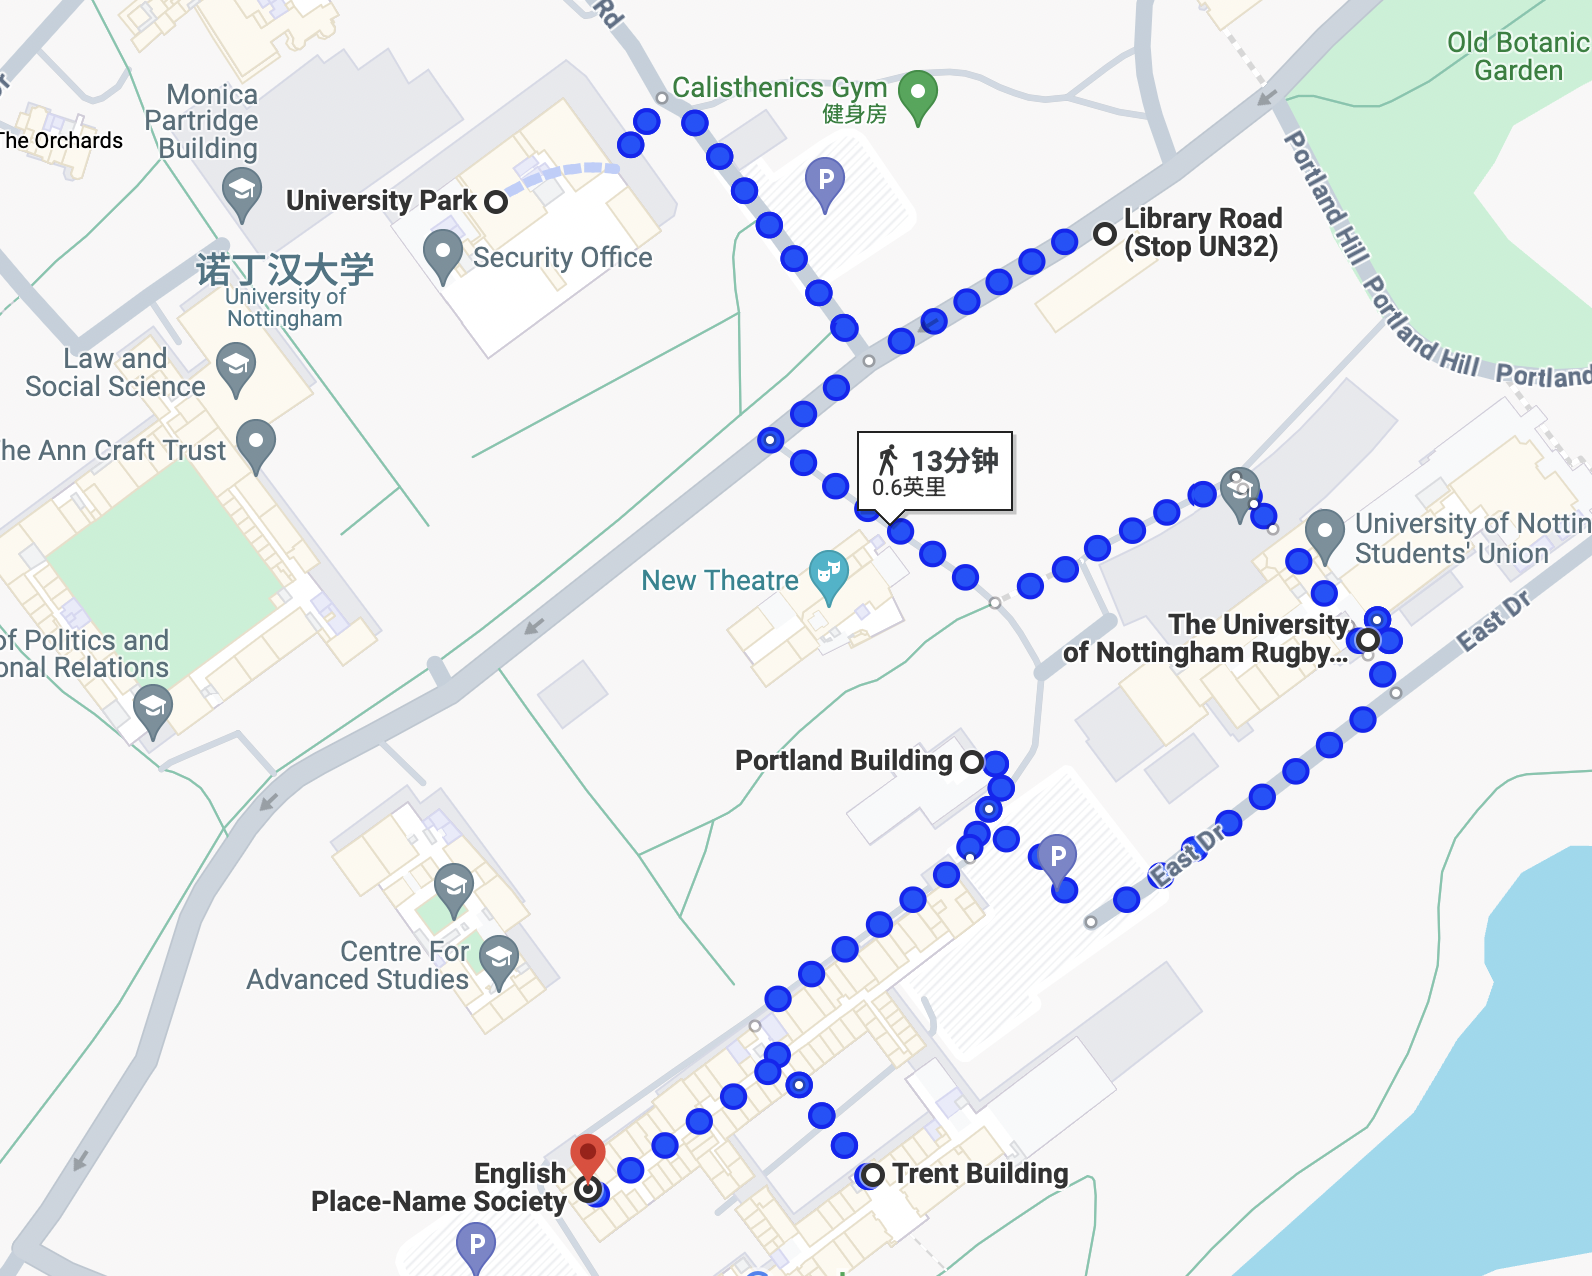 Rd
Calisthenics Gym
健身房
Old Botanic
Garden
Monica
Partridge
Building
The Orchards
University Park
Security Office
Library Road
(Stop UN32)
Portland Hill
Portland Hill
Portland
诺丁汉大学
University of
Nottingham
Law and
Social Science
he Ann Craft Trust
13分钟
0.6英里
New Theatre
University of Nottin
Students' Union
The University
of Nottingham Rugby...
East Dr
of Politics and
onal Relations
Portland Building
East Dr
Centre For
Advanced Studies
English
Place-Name Society
Trent Building
P
P
P